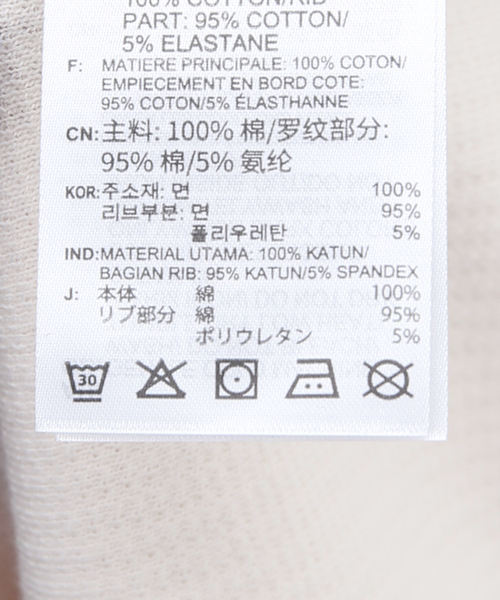 100% COTTON/RIB
PART: 95% COTTON/
5% ELASTANE
F: MATIERE PRINCIPALE: 100% COTON/
EMPIECEMENT EN BORD COTE:
95% COTON/5% ÉLASTHANNE
CN: 主料: 100% 棉/罗纹部分:
95% 棉/5% 氨纶
KOR: 주소재: 면 100%
리브부분: 면 95%
폴리우레탄 5%
IND: MATERIAL UTAMA: 100% KATUN/
BAGIAN RIB: 95% KATUN/5% SPANDEX
J: 本体 綿 100%
リブ部分 綿 95%
ポリウレタン 5%
30